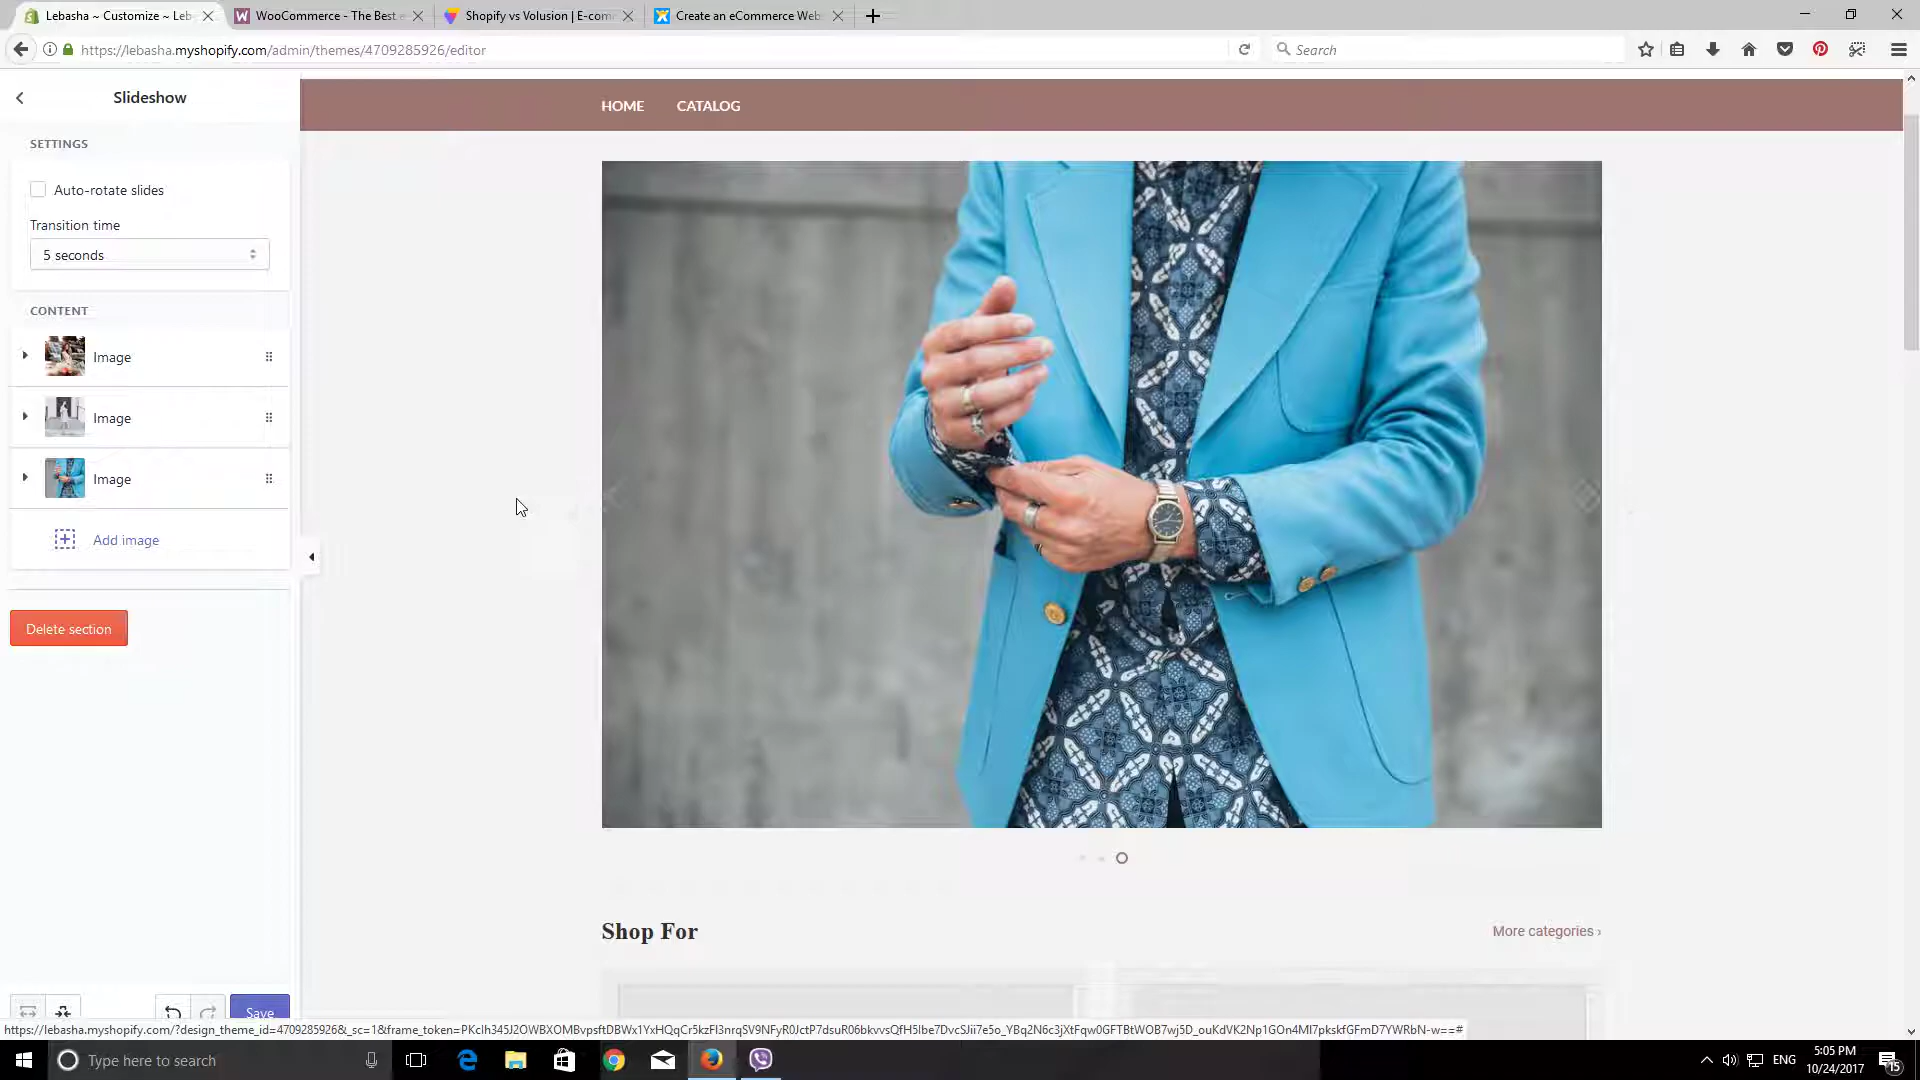 Lebasha ~ Customize ~ Leb
WooCommerce - The Best e
Shopify vs Volusion | E-com
Create an eCommerce Web
https://lebasha.myshopify.com/admin/themes/4709285926/editor
Search
Slideshow
HOME
CATALOG
SETTINGS
Auto-rotate slides
Transition time
5 seconds
CONTENT
Image
Image
Image
Add image
Delete section
Shop For
More categories ›
Save
Type here to search
ENG
5:05 PM
10/24/2017
15